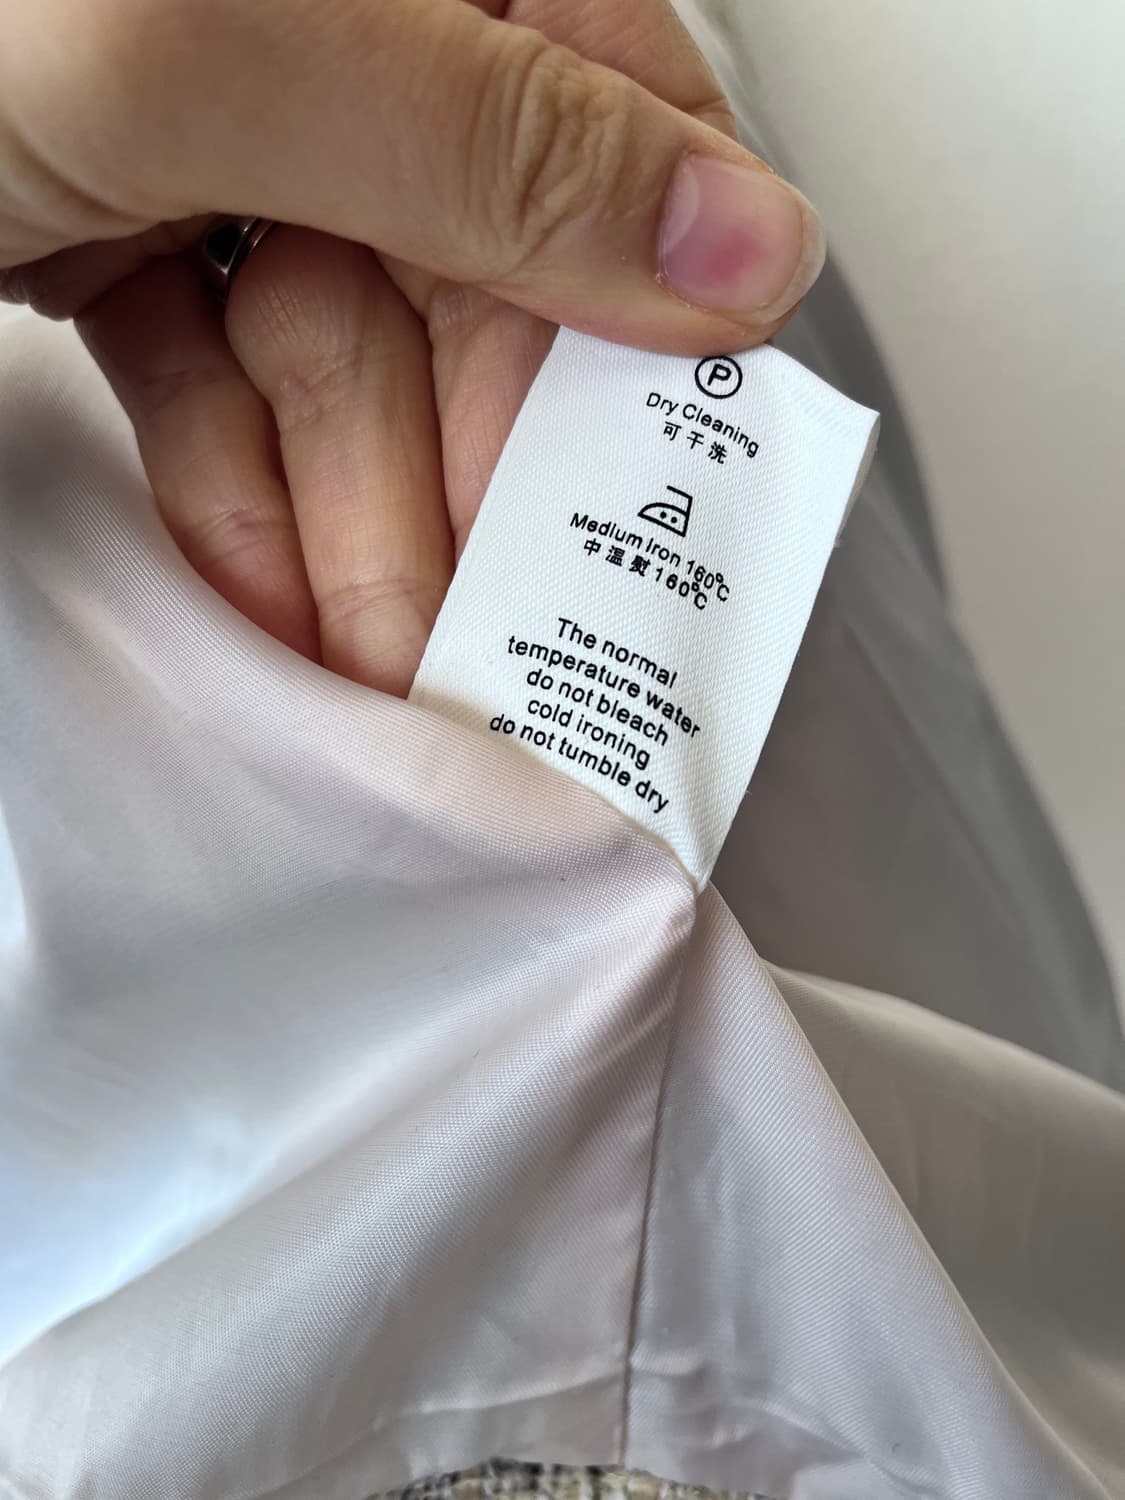 P
Dry Cleaning
可干洗
Medium Iron 160℃
中温熨160℃
The normal
temperature water
do not bleach
cold ironing
do not tumble dry